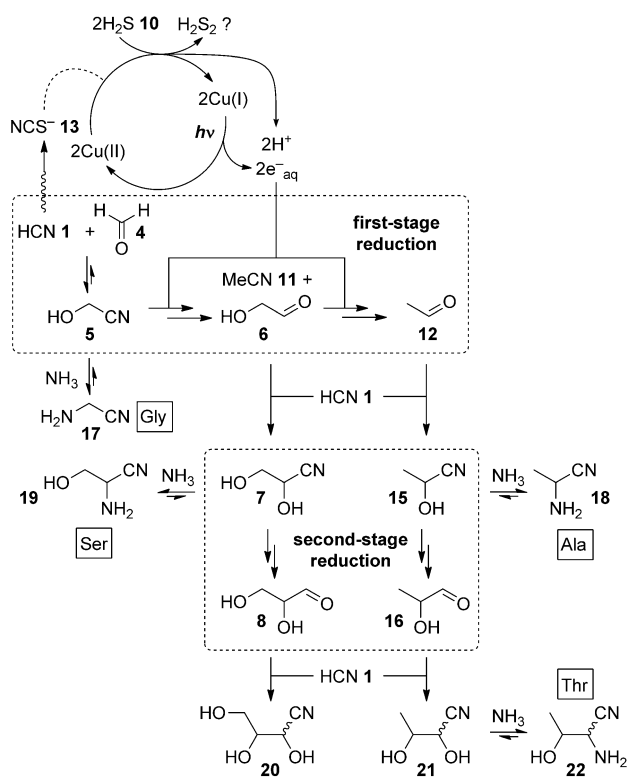 2H₂S 10 H₂S₂ ?
2Cu(I)
NCS⁻ 13
hν
2Cu(II)
2H⁺
2e⁻aq
H H
HCN 1 + O 4
first-stage
reduction
MeCN 11 +
HO CN
5
HO O
6
O
12
NH₃
HCN 1
H₂N CN
17
Gly
HO CN
NH₂
19
NH₃
Ser
HO CN
OH
7
CN
OH
15
NH₃
CN
NH₂
18
Ala
second-stage
reduction
HO O
OH
8
O
OH
16
HCN 1
Thr
HO CN
HO OH
20
CN
HO OH
21
NH₃
CN
HO NH₂
22